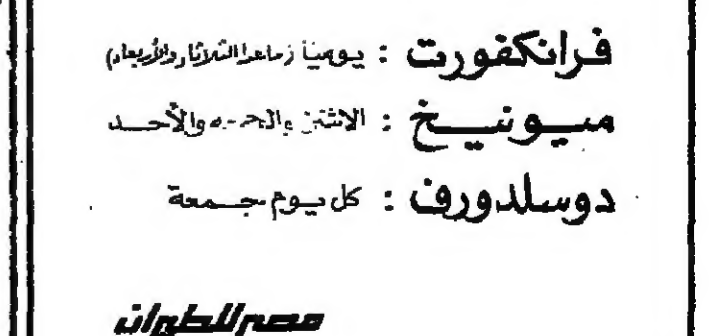 فرانكفورت : يوميا (ماعدا الثلاثاء والأربعاء)
ميونيخ : الاثنين والجمعة والأحد
دوسلدورف : كل يوم جمعة
مصر للطيران